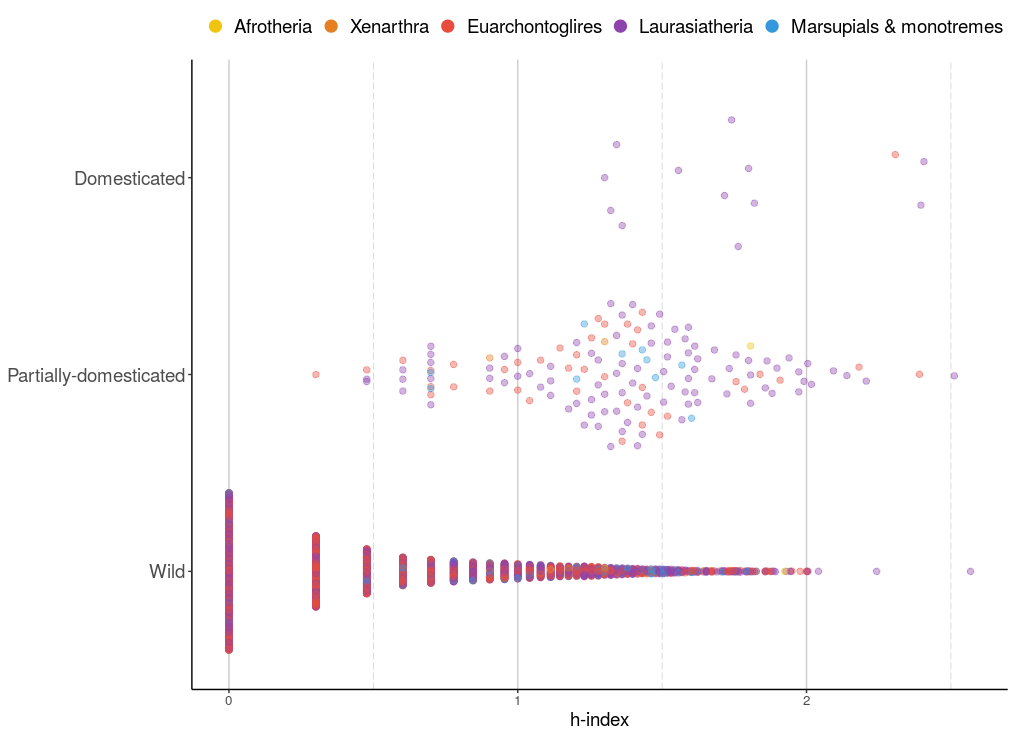 Afrotheria Xenarthra Euarchontoglires Laurasiatheria Marsupials & monotremes
Domesticated
Partially-domesticated
Wild
0 1 2
h-index